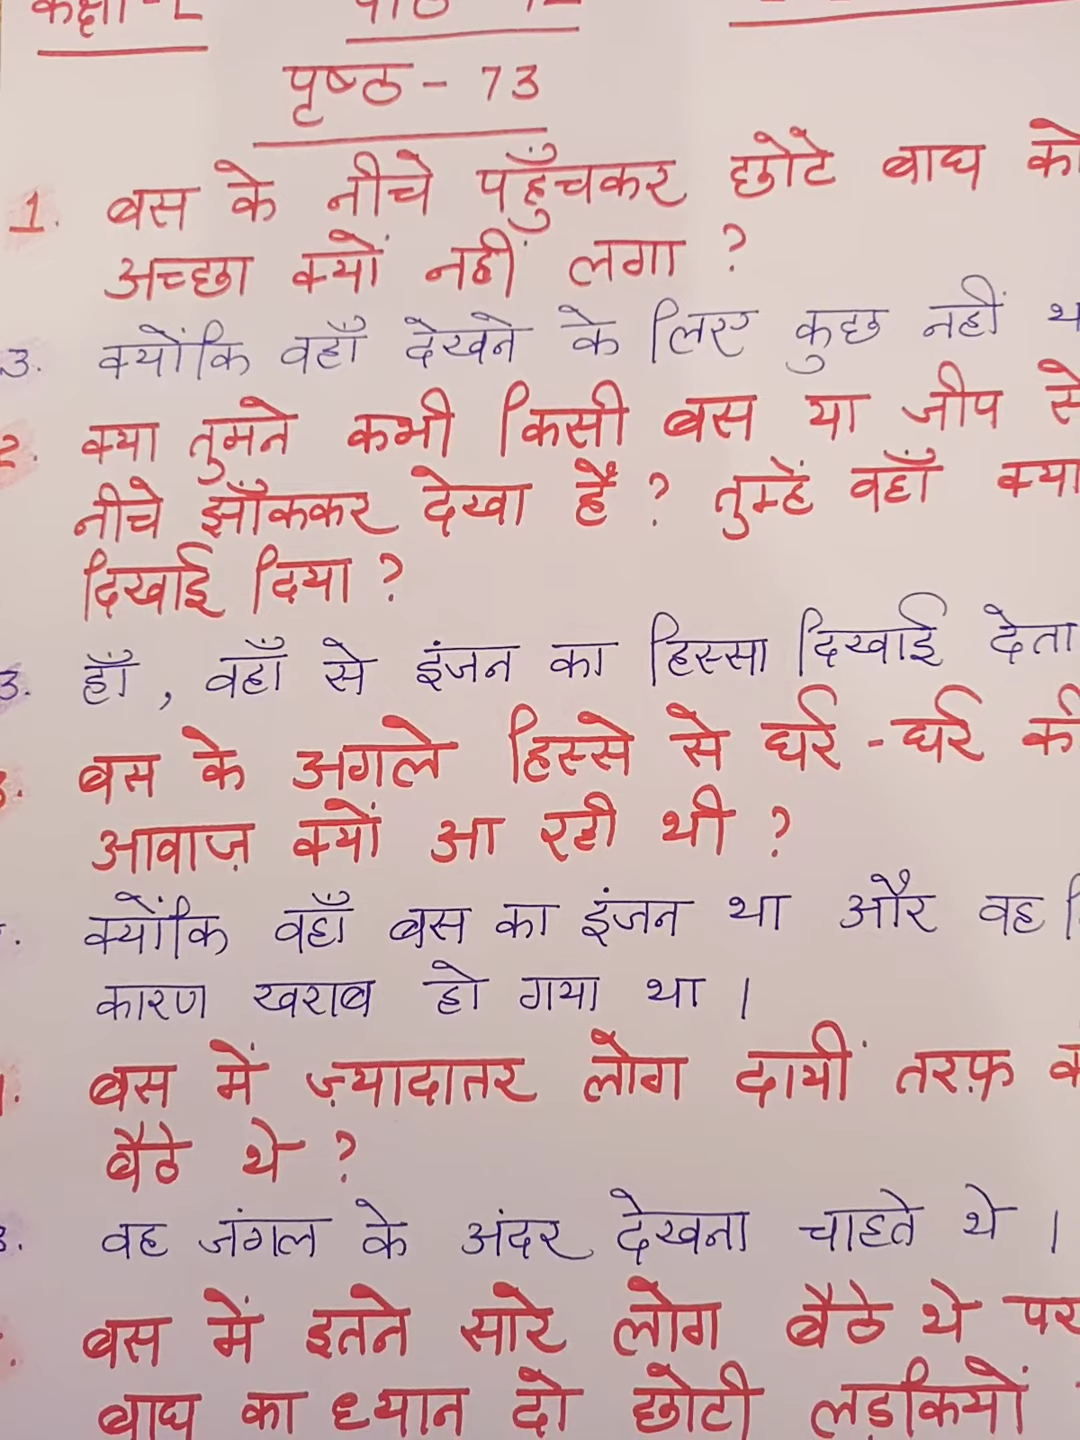 कक्षा-2 पाठ
पृष्ठ - 73
1. बस के नीचे पहुँचकर छोटे बाघ को
अच्छा क्यों नहीं लगा ?
उ. क्योंकि वहाँ देखने के लिए कुछ नहीं
2. क्या तुमने कभी किसी बस या जीप से
नीचे झाँककर देखा है ? तुम्हें वहाँ क्या
दिखाई दिया ?
उ. हाँ , वहाँ से इंजन का हिस्सा दिखाई देता
बस के अगले हिस्से से घर्र - घर्र की
आवाज़ क्यों आ रही थी ?
क्योंकि वहाँ बस का इंजन था और वह
कारण खराब हो गया था ।
बस में ज़्यादातर लोग दायीं तरफ़
बैठे थे ?
उ. वह जंगल के अंदर देखना चाहते थे ।
बस में इतने सारे लोग बैठे थे पर
बाघ का ध्यान दो छोटी लड़कियों